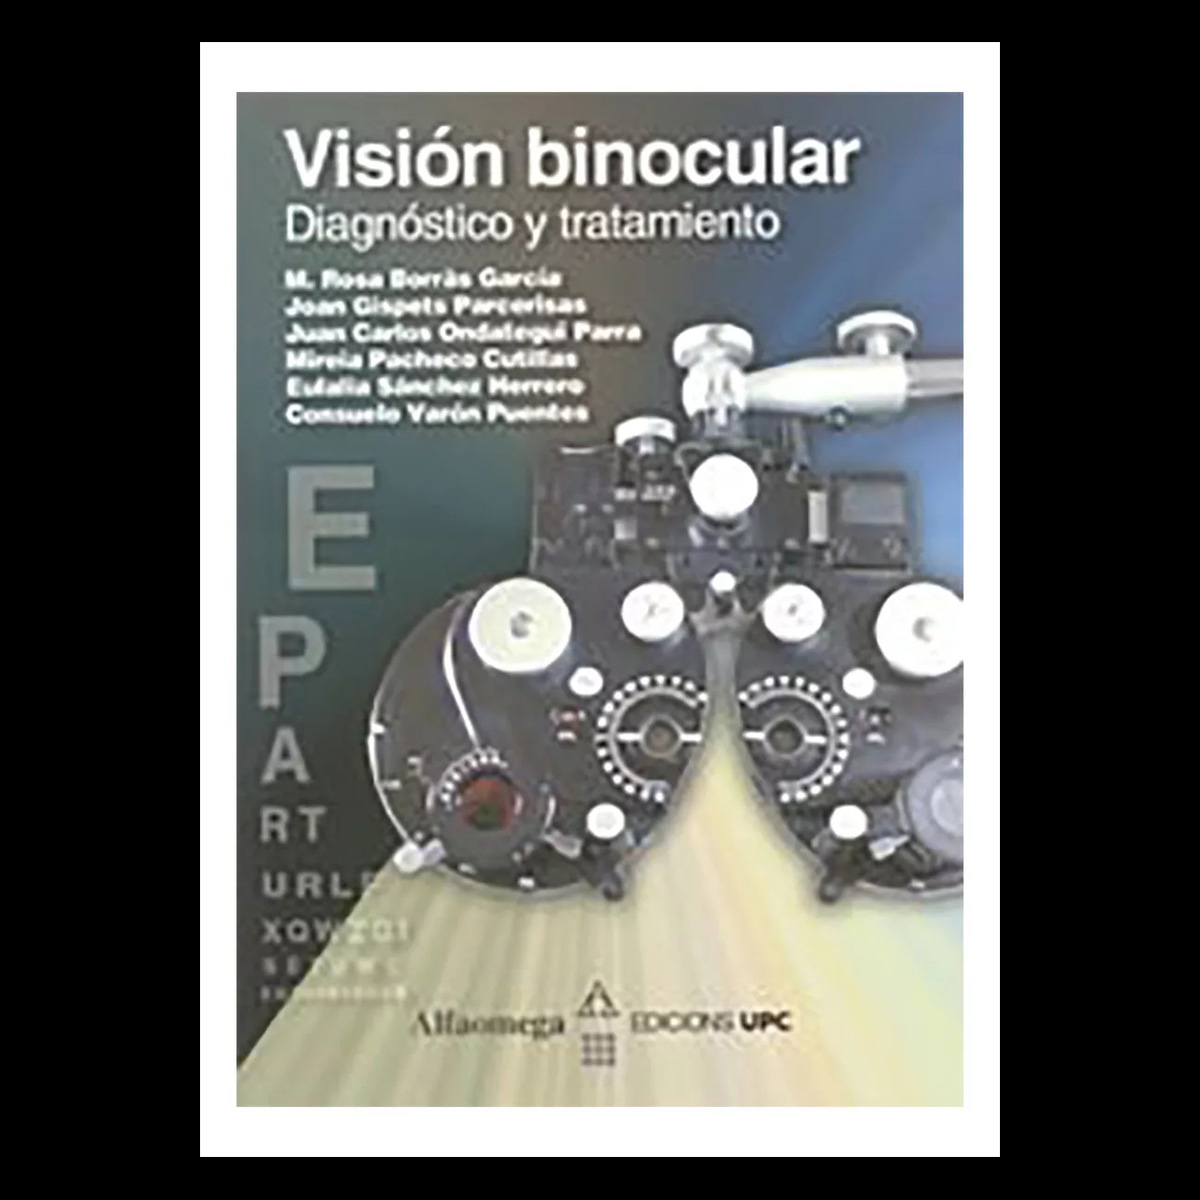 Visión binocular
Diagnóstico y tratamiento
M. Rosa Borràs García
Joan Gispets Parcerisas
Juan Carlos Ondategui Parra
Mireia Pacheco Cutillas
Eulalia Sánchez Herrero
Consuelo Varón Puentes
E
P
A
RT
URLF
Alfaomega EDICIONS UPC